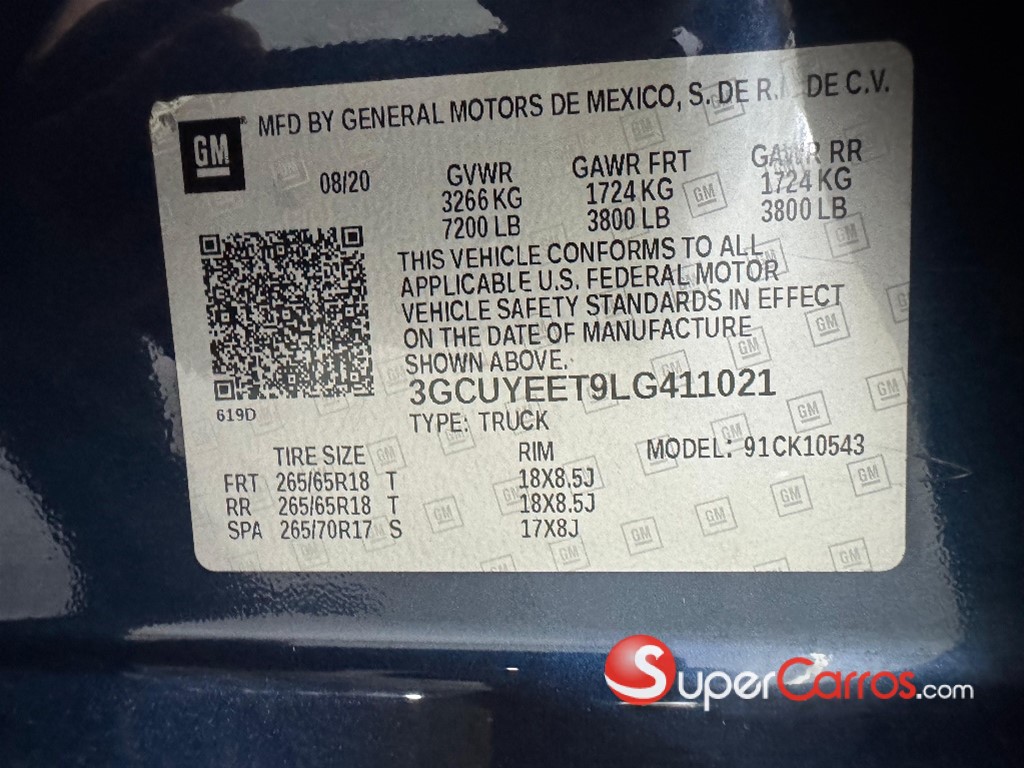 GM
MFD BY GENERAL MOTORS DE MEXICO, S. DE R.L. DE C.V.
08/20
GVWR GAWR FRT GAWR RR
3266 KG 1724 KG 1724 KG
7200 LB 3800 LB 3800 LB
THIS VEHICLE CONFORMS TO ALL
APPLICABLE U.S. FEDERAL MOTOR
VEHICLE SAFETY STANDARDS IN EFFECT
ON THE DATE OF MANUFACTURE
SHOWN ABOVE.
3GCUYEET9LG411021
619D
TYPE: TRUCK
TIRE SIZE RIM MODEL: 91CK10543
FRT 265/65R18 T 18X8.5J
RR 265/65R18 T 18X8.5J
SPA 265/70R17 S 17X8J
SuperCarros.com